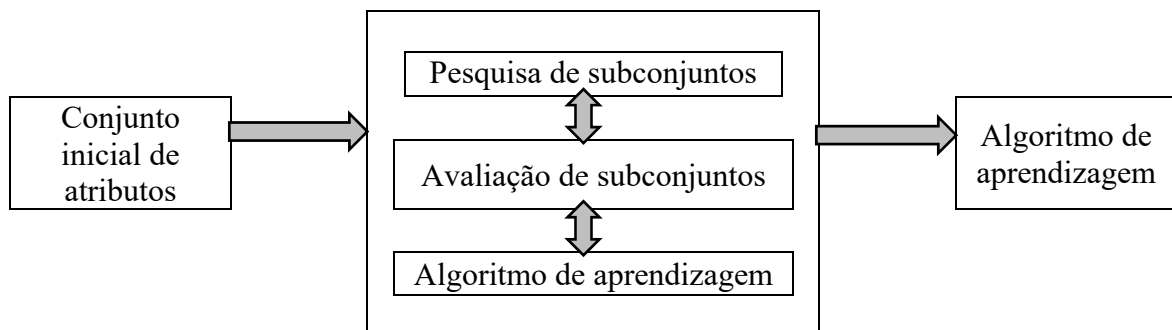 Conjunto
inicial de
atributos
Pesquisa de subconjuntos
Avaliação de subconjuntos
Algoritmo de aprendizagem
Algoritmo de
aprendizagem